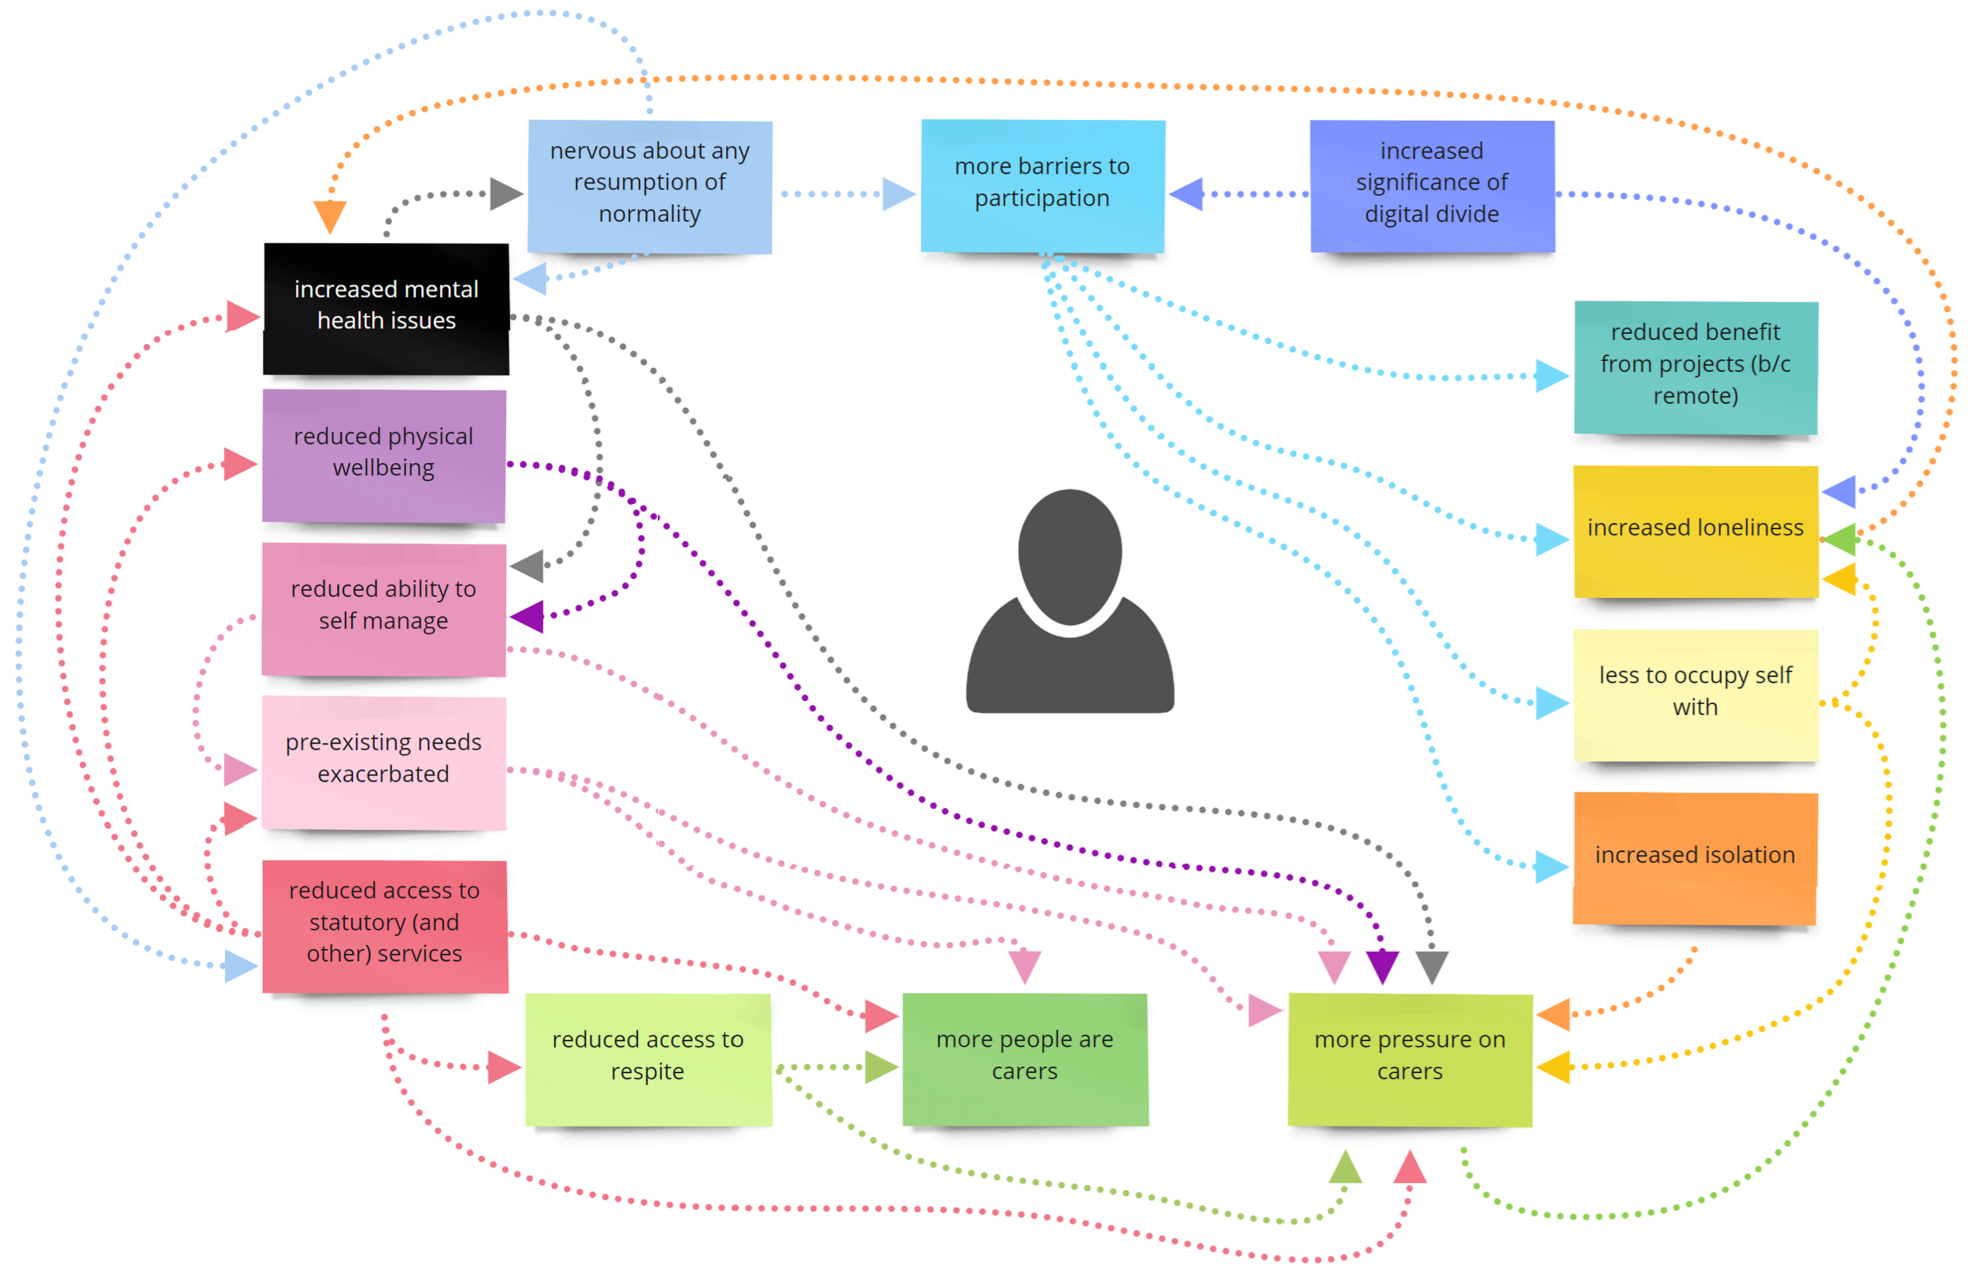 nervous about any
resumption of
normality
more barriers to
participation
increased
significance of
digital divide
increased mental
health issues
reduced benefit
from projects (b/c
remote)
reduced physical
wellbeing
increased loneliness
reduced ability to
self manage
less to occupy self
with
pre-existing needs
exacerbated
increased isolation
reduced access to
statutory (and
other) services
reduced access to
respite
more people are
carers
more pressure on
carers